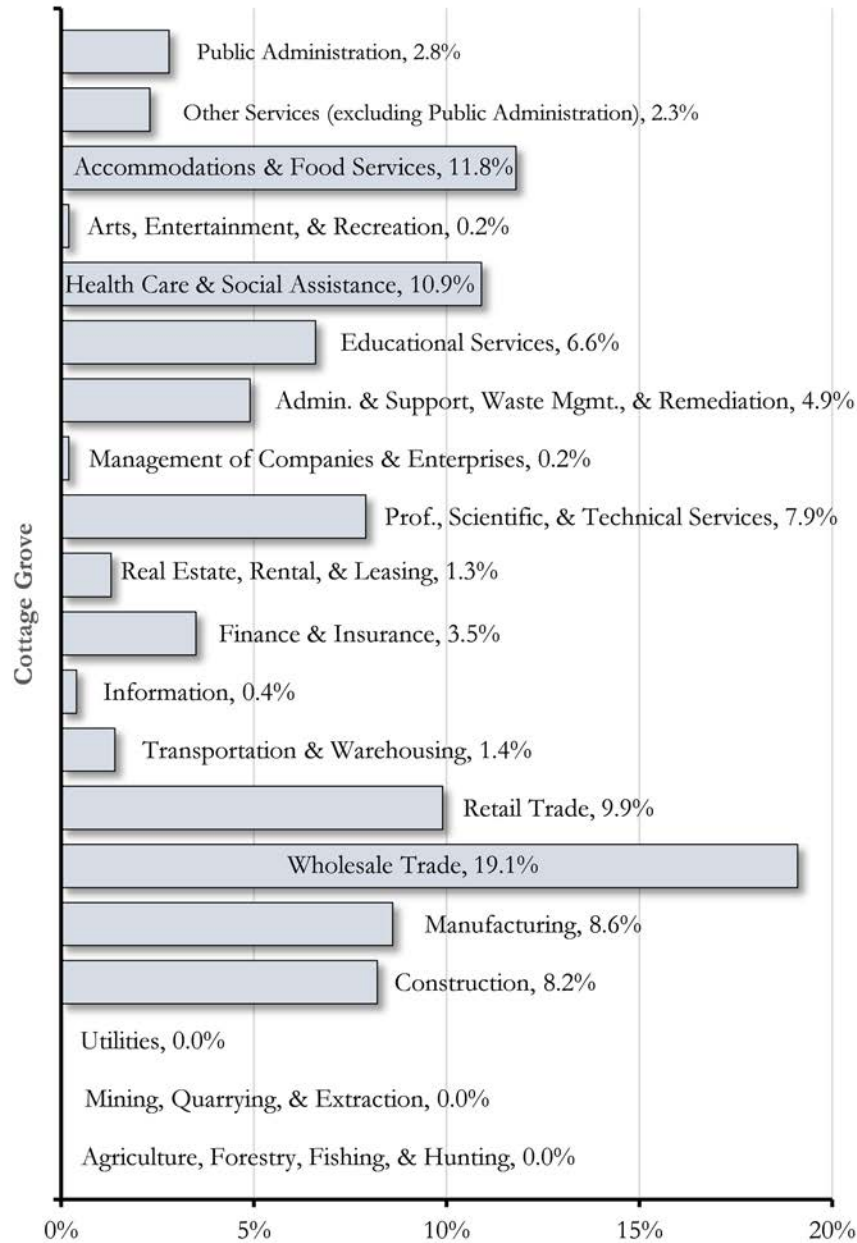 Public Administration, 2.8%
Other Services (excluding Public Administration), 2.3%
Accommodations & Food Services, 11.8%
Arts, Entertainment, & Recreation, 0.2%
Health Care & Social Assistance, 10.9%
Educational Services, 6.6%
Admin. & Support, Waste Mgmt., & Remediation, 4.9%
Management of Companies & Enterprises, 0.2%
Prof., Scientific, & Technical Services, 7.9%
Real Estate, Rental, & Leasing, 1.3%
Finance & Insurance, 3.5%
Information, 0.4%
Transportation & Warehousing, 1.4%
Retail Trade, 9.9%
Wholesale Trade, 19.1%
Manufacturing, 8.6%
Construction, 8.2%
Utilities, 0.0%
Mining, Quarrying, & Extraction, 0.0%
Agriculture, Forestry, Fishing, & Hunting, 0.0%
Cottage Grove
0% 5% 10% 15% 20%